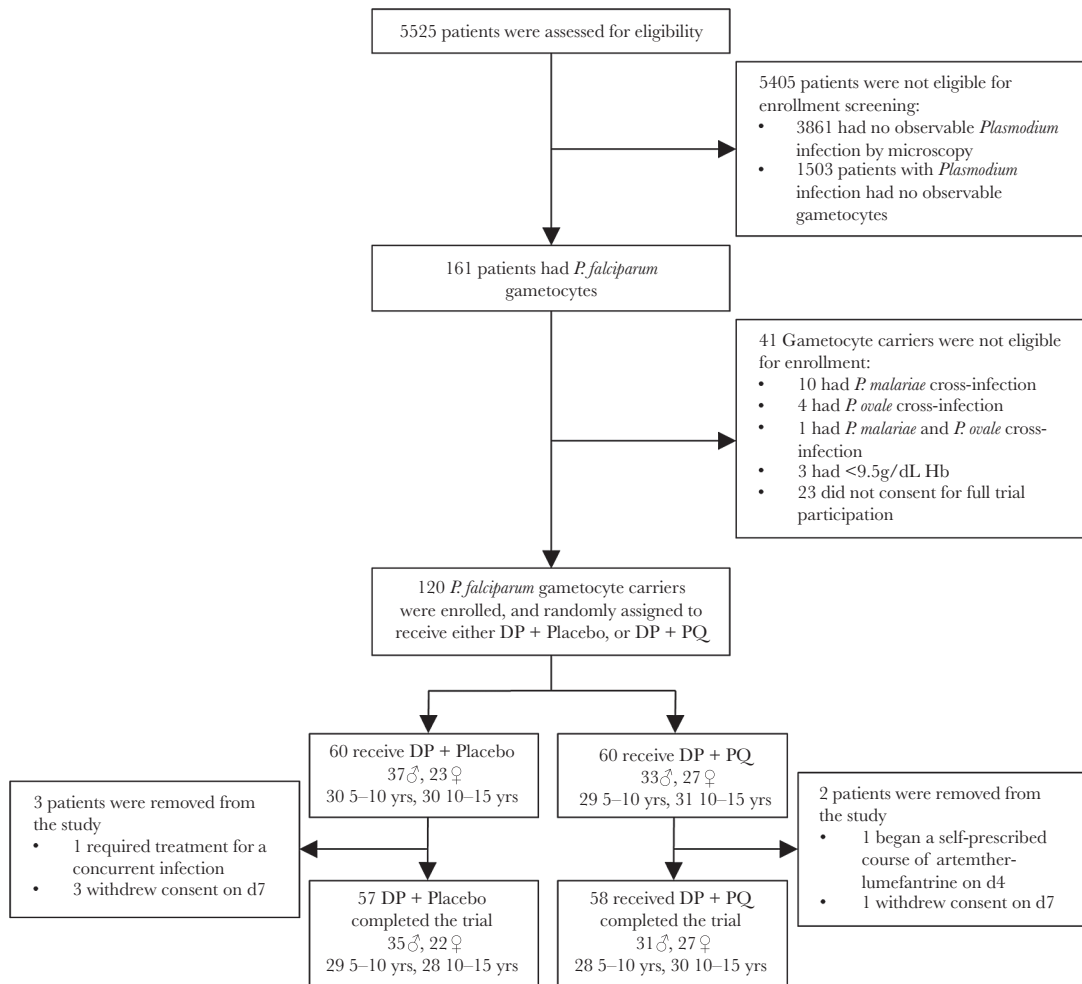 5525 patients were assessed for eligibility
5405 patients were not eligible for
enrollment screening:
• 3861 had no observable Plasmodium
infection by microscopy
• 1503 patients with Plasmodium
infection had no observable
gametocytes
161 patients had P. falciparum
gametocytes
41 Gametocyte carriers were not eligible
for enrollment:
• 10 had P. malariae cross-infection
• 4 had P. ovale cross-infection
• 1 had P. malariae and P. ovale cross-
infection
• 3 had <9.5g/dL Hb
• 23 did not consent for full trial
participation
120 P. falciparum gametocyte carriers
were enrolled, and randomly assigned to
receive either DP + Placebo, or DP + PQ
60 receive DP + Placebo
37♂, 23♀
30 5–10 yrs, 30 10–15 yrs
60 receive DP + PQ
33♂, 27♀
29 5–10 yrs, 31 10–15 yrs
3 patients were removed from
the study
• 1 required treatment for a
concurrent infection
• 3 withdrew consent on d7
2 patients were removed from
the study
• 1 began a self-prescribed
course of artemther-
lumefantrine on d4
• 1 withdrew consent on d7
57 DP + Placebo
completed the trial
35♂, 22♀
29 5–10 yrs, 28 10–15 yrs
58 received DP + PQ
completed the trial
31♂, 27♀
28 5–10 yrs, 30 10–15 yrs